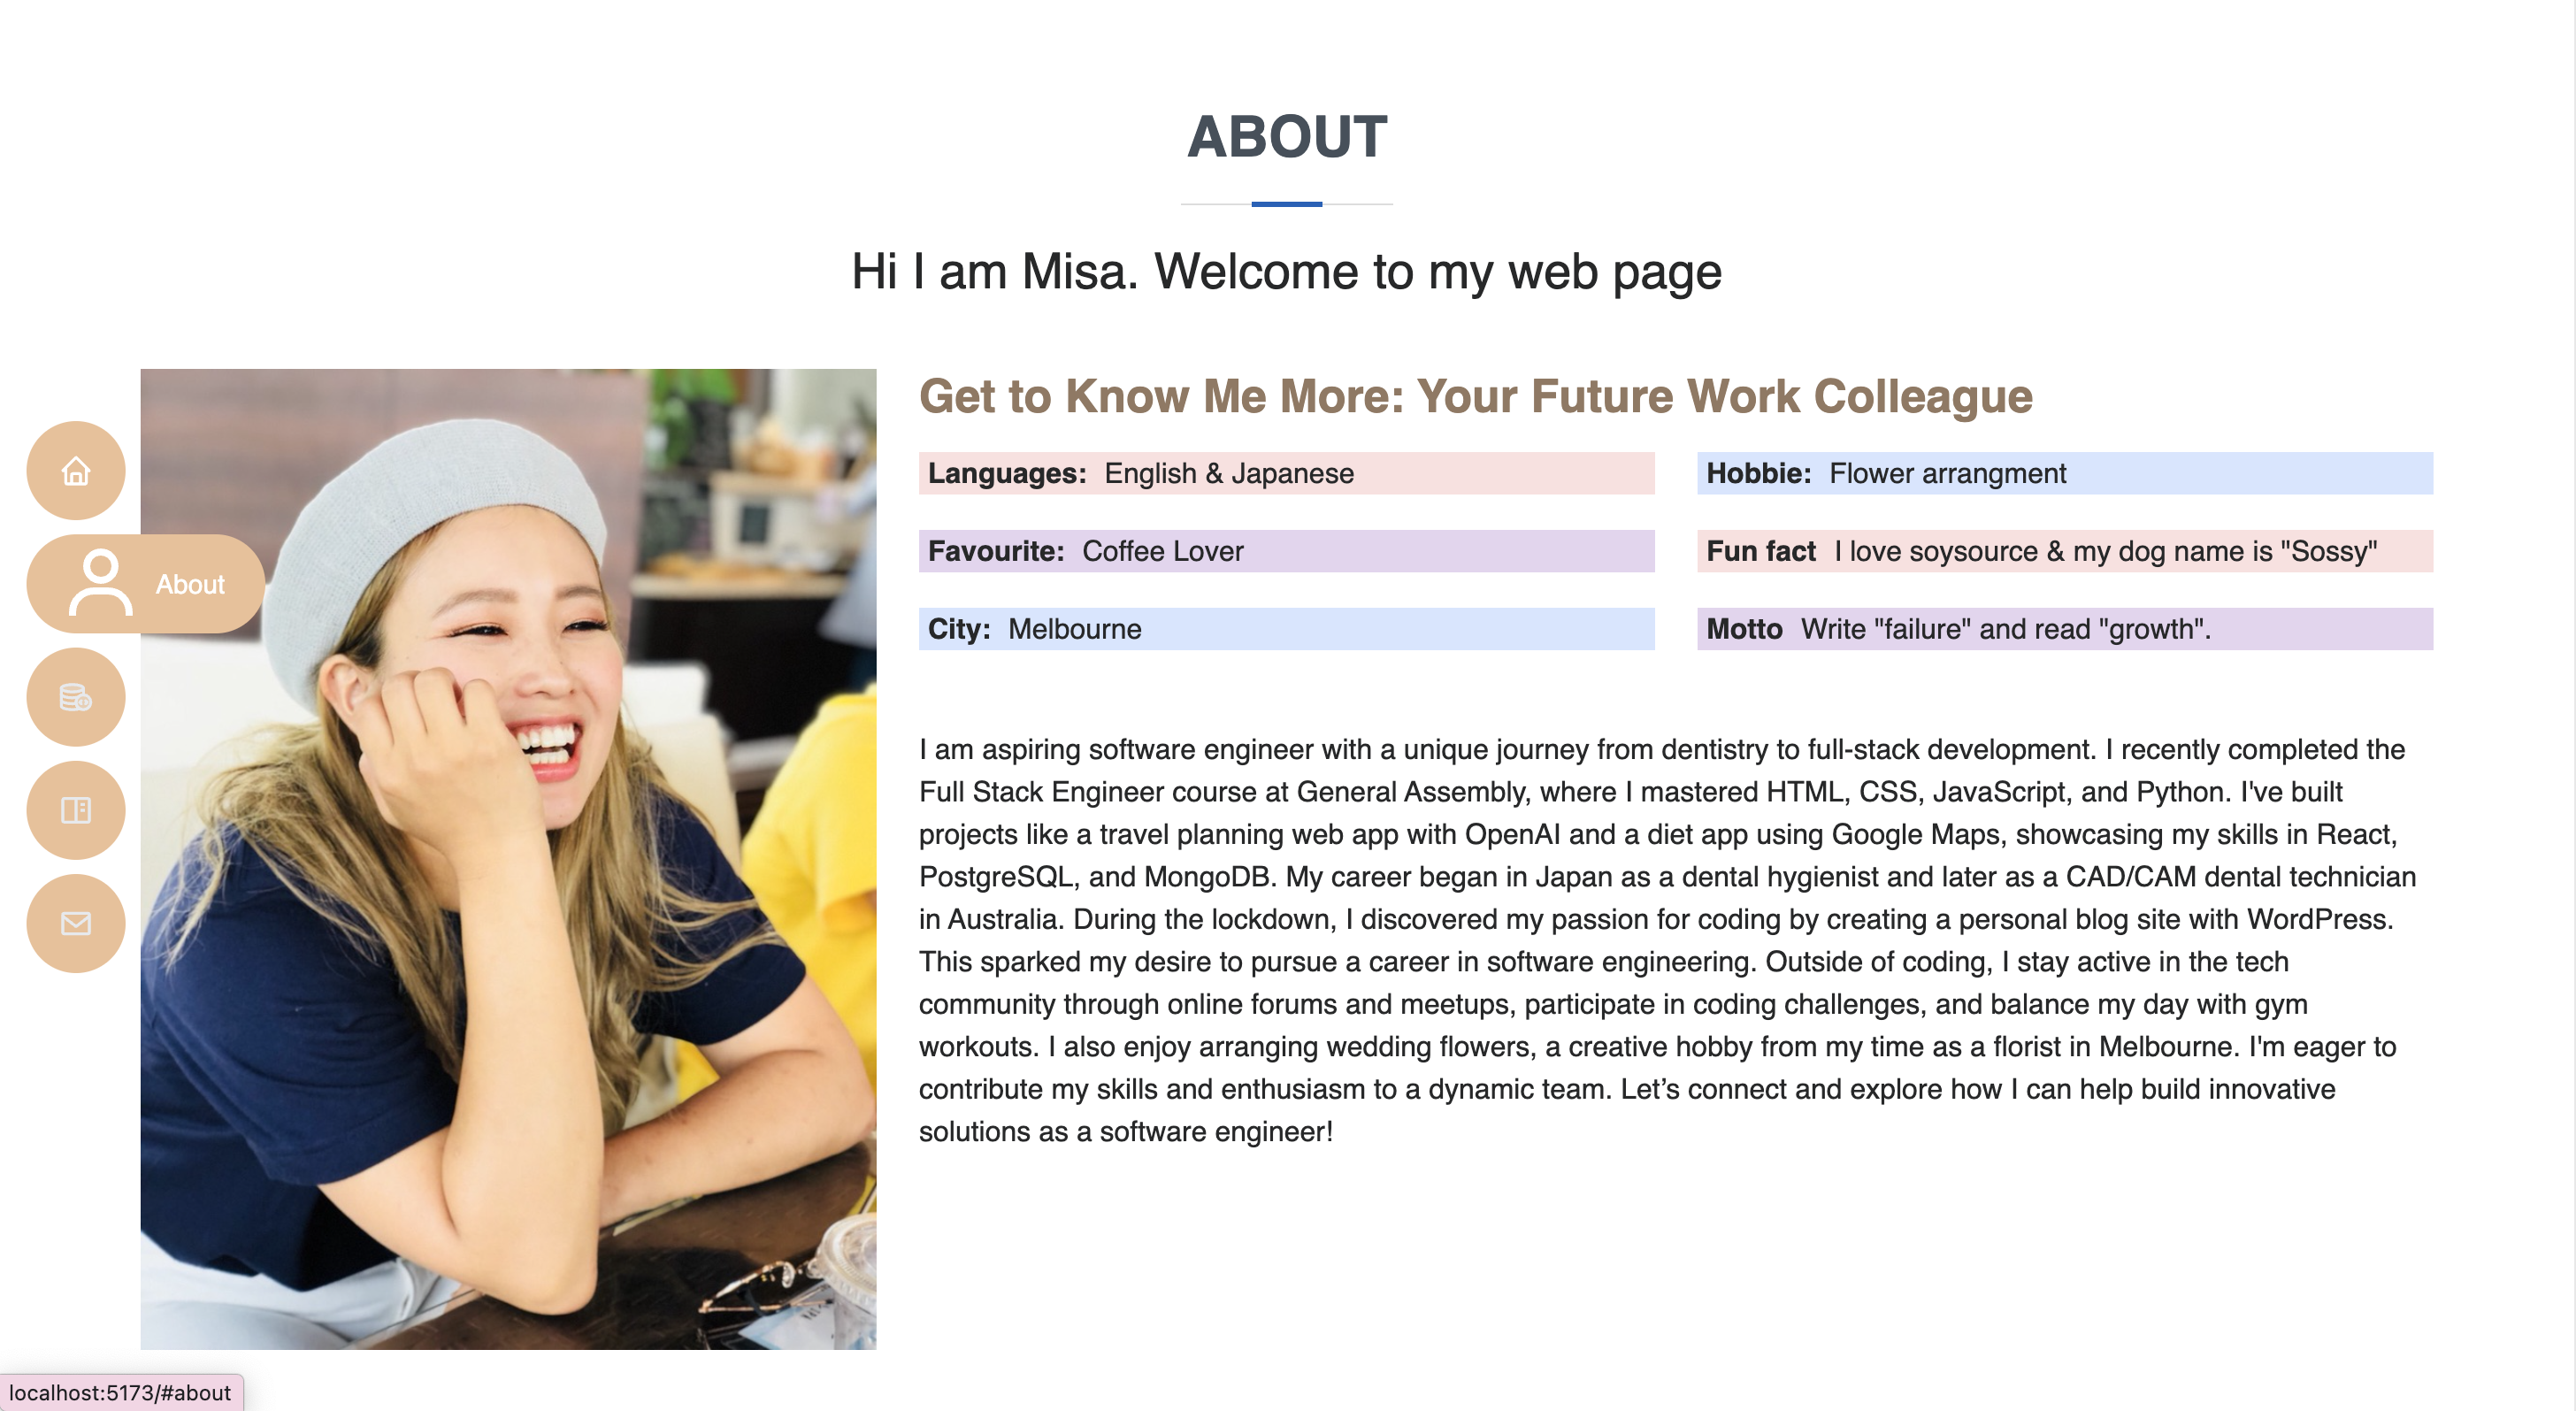 ABOUT
Hi I am Misa. Welcome to my web page
Get to Know Me More: Your Future Work Colleague
Languages: English & Japanese
Hobbie: Flower arrangment
Favourite: Coffee Lover
Fun fact I love soysource & my dog name is "Sossy"
City: Melbourne
Motto Write "failure" and read "growth".
About
I am aspiring software engineer with a unique journey from dentistry to full-stack development. I recently completed the
Full Stack Engineer course at General Assembly, where I mastered HTML, CSS, JavaScript, and Python. I've built
projects like a travel planning web app with OpenAI and a diet app using Google Maps, showcasing my skills in React,
PostgreSQL, and MongoDB. My career began in Japan as a dental hygienist and later as a CAD/CAM dental technician
in Australia. During the lockdown, I discovered my passion for coding by creating a personal blog site with WordPress.
This sparked my desire to pursue a career in software engineering. Outside of coding, I stay active in the tech
community through online forums and meetups, participate in coding challenges, and balance my day with gym
workouts. I also enjoy arranging wedding flowers, a creative hobby from my time as a florist in Melbourne. I'm eager to
contribute my skills and enthusiasm to a dynamic team. Let’s connect and explore how I can help build innovative
solutions as a software engineer!
localhost:5173/#about